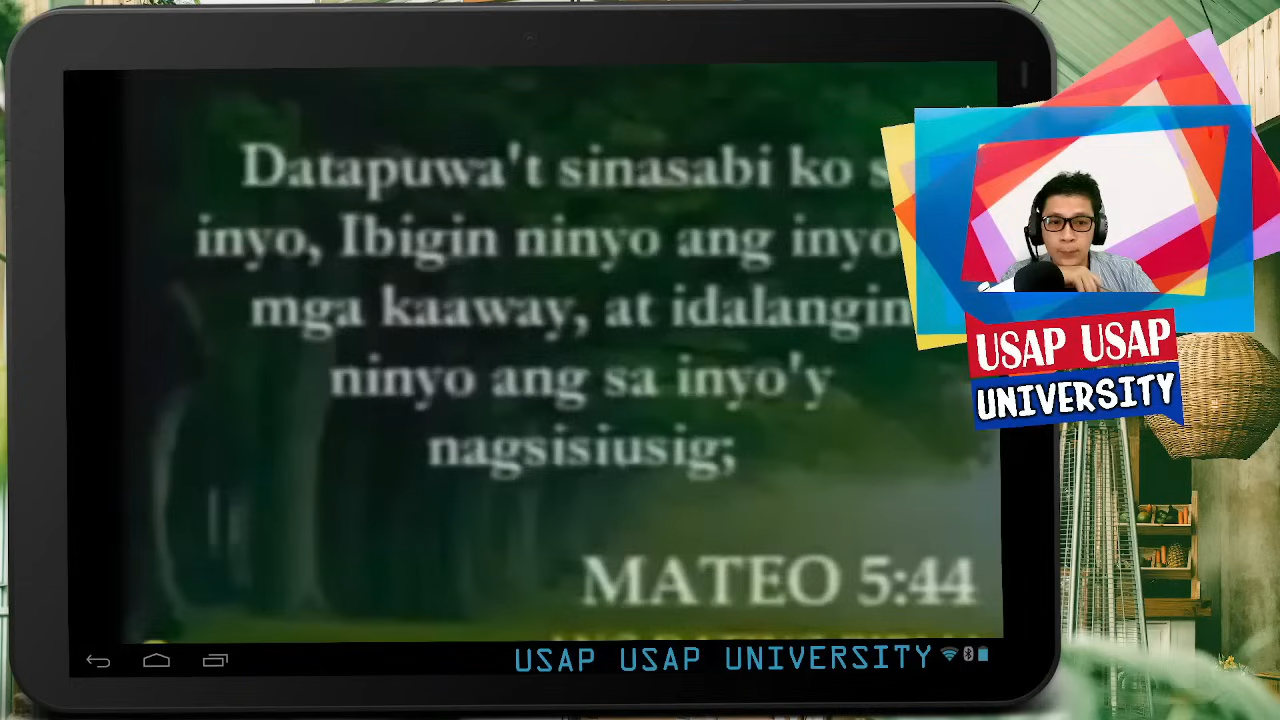 Datapuwa't sinasabi ko s
inyo, Ibigin ninyo ang inyo
mga kaaway, at idalangin
ninyo ang sa inyo'y
nagsisiusig;
MATEO 5:44
USAP USAP
UNIVERSITY
USAP USAP UNIVERSITY